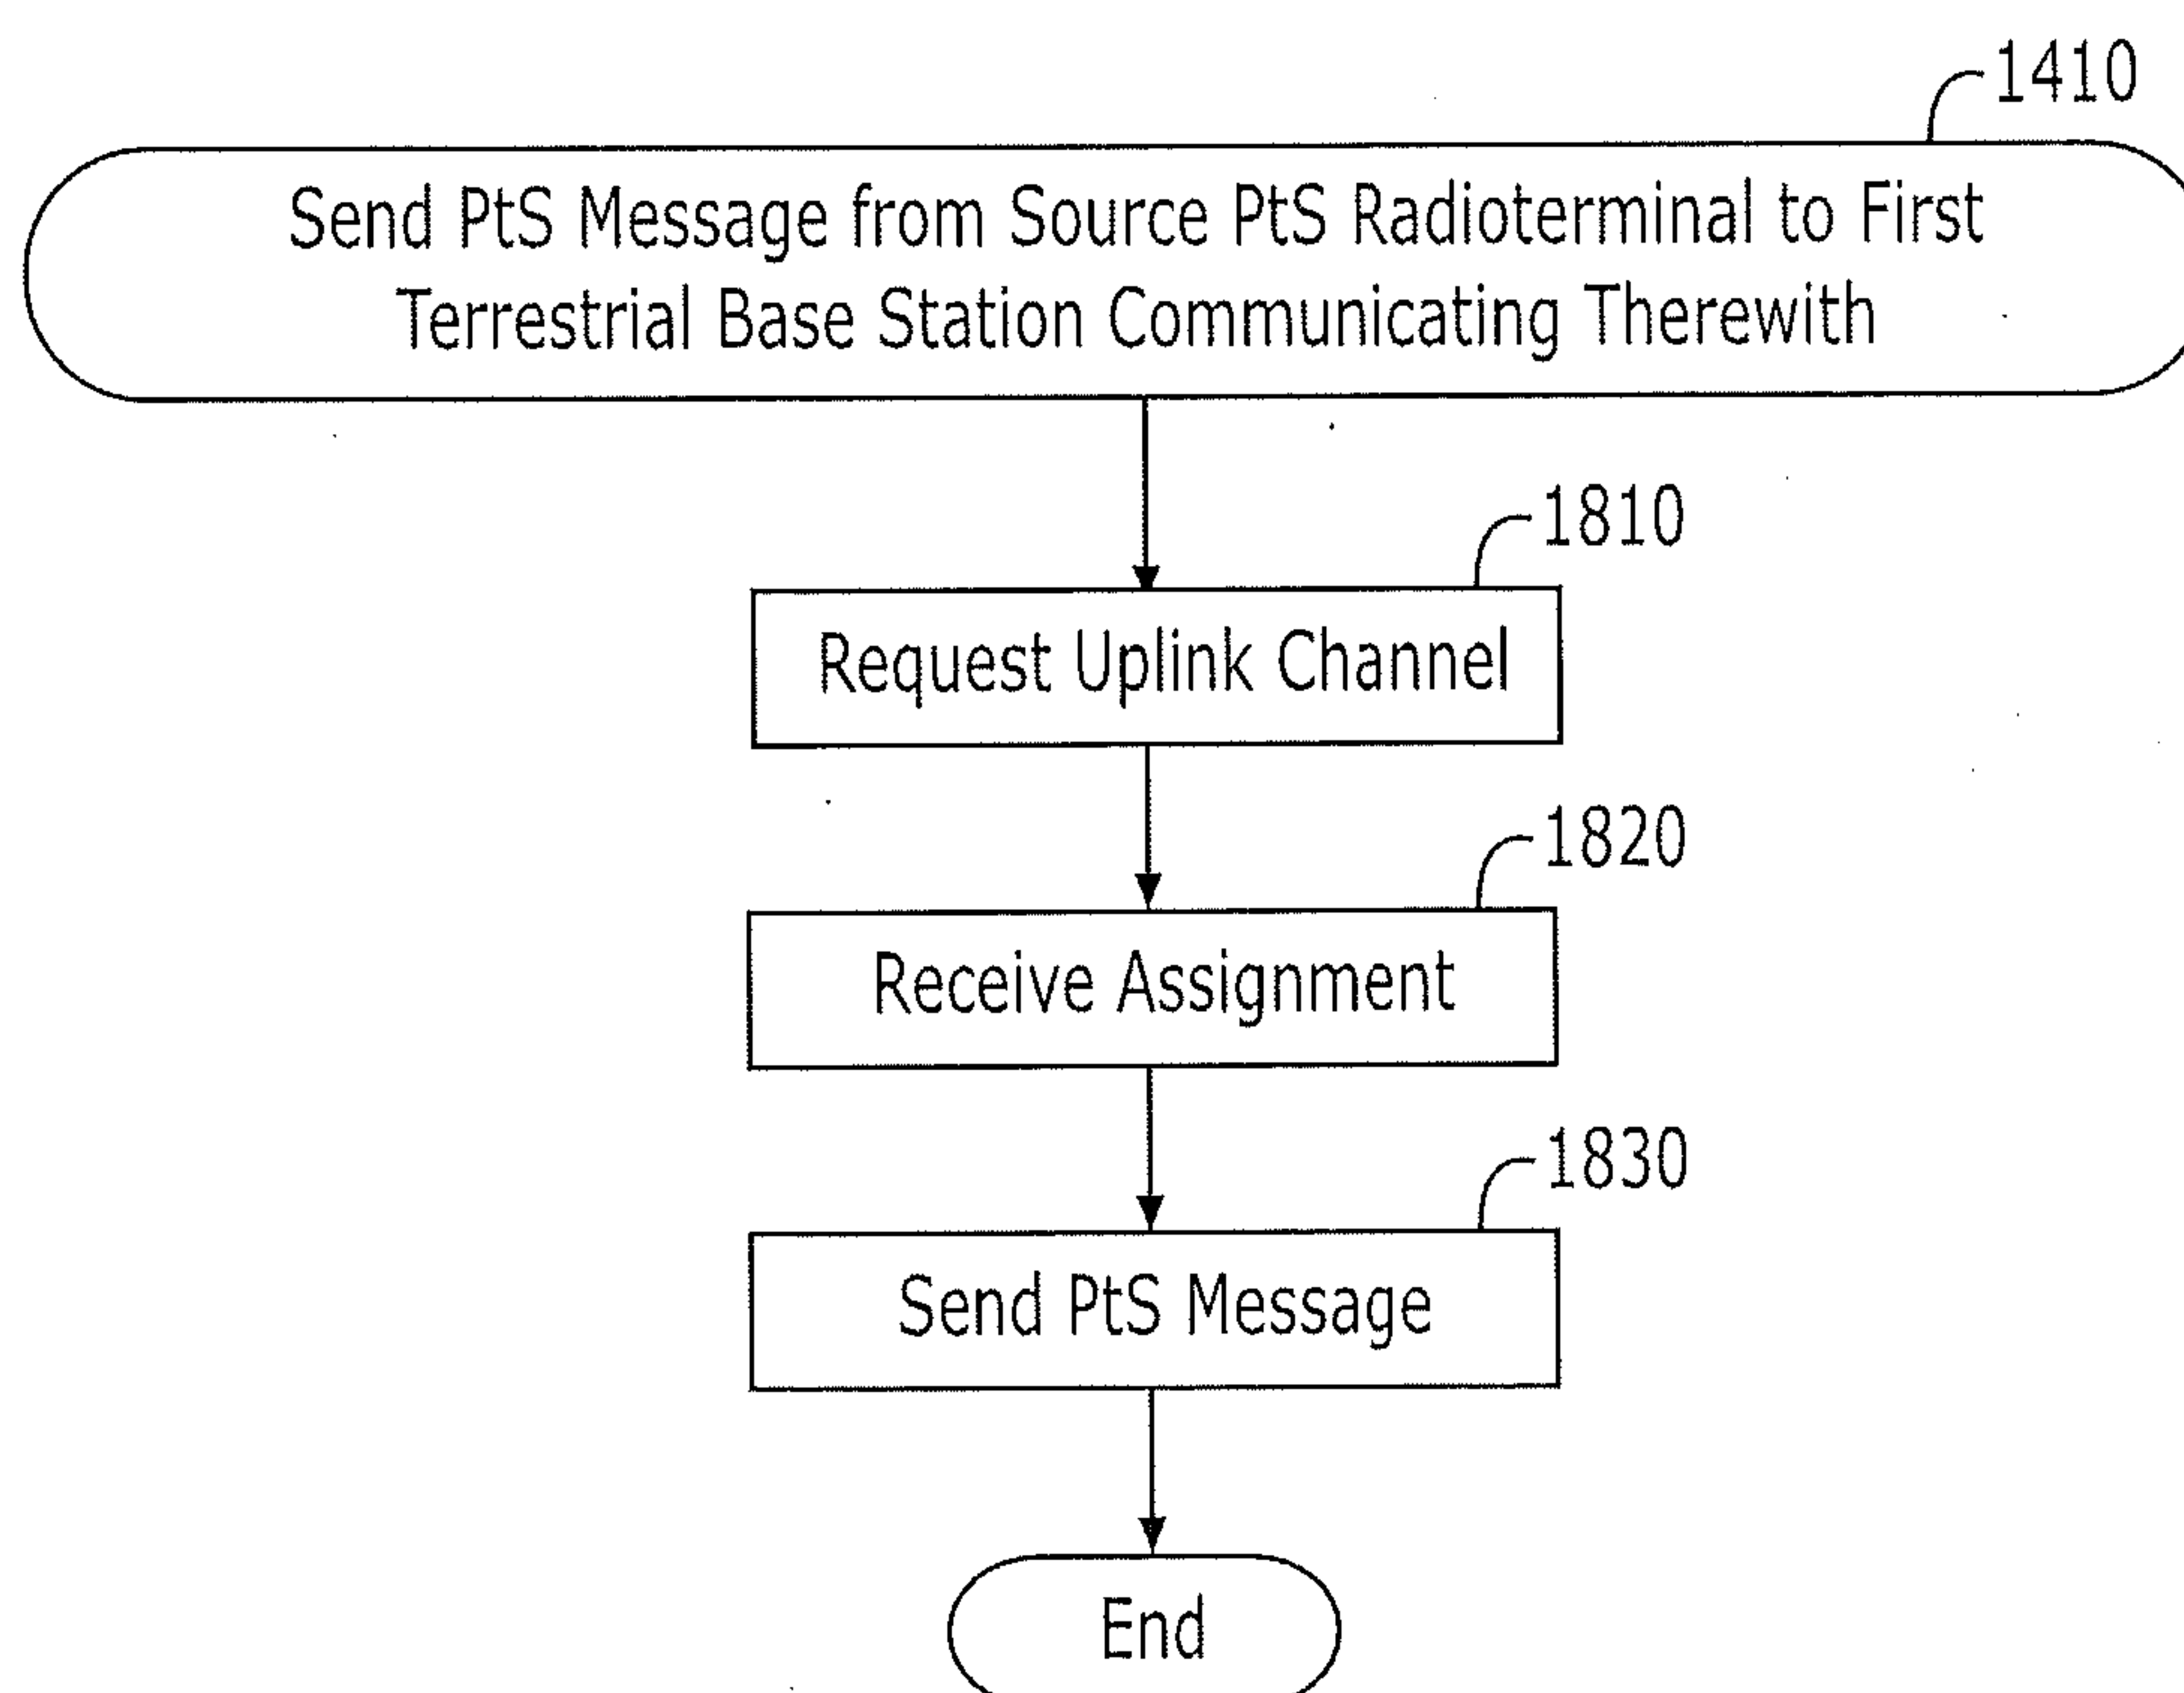 1410
Send PtS Message from Source PtS Radioterminal to First
Terrestrial Base Station Communicating Therewith
1810
Request Uplink Channel
1820
Receive Assignment
1830
Send PtS Message
End